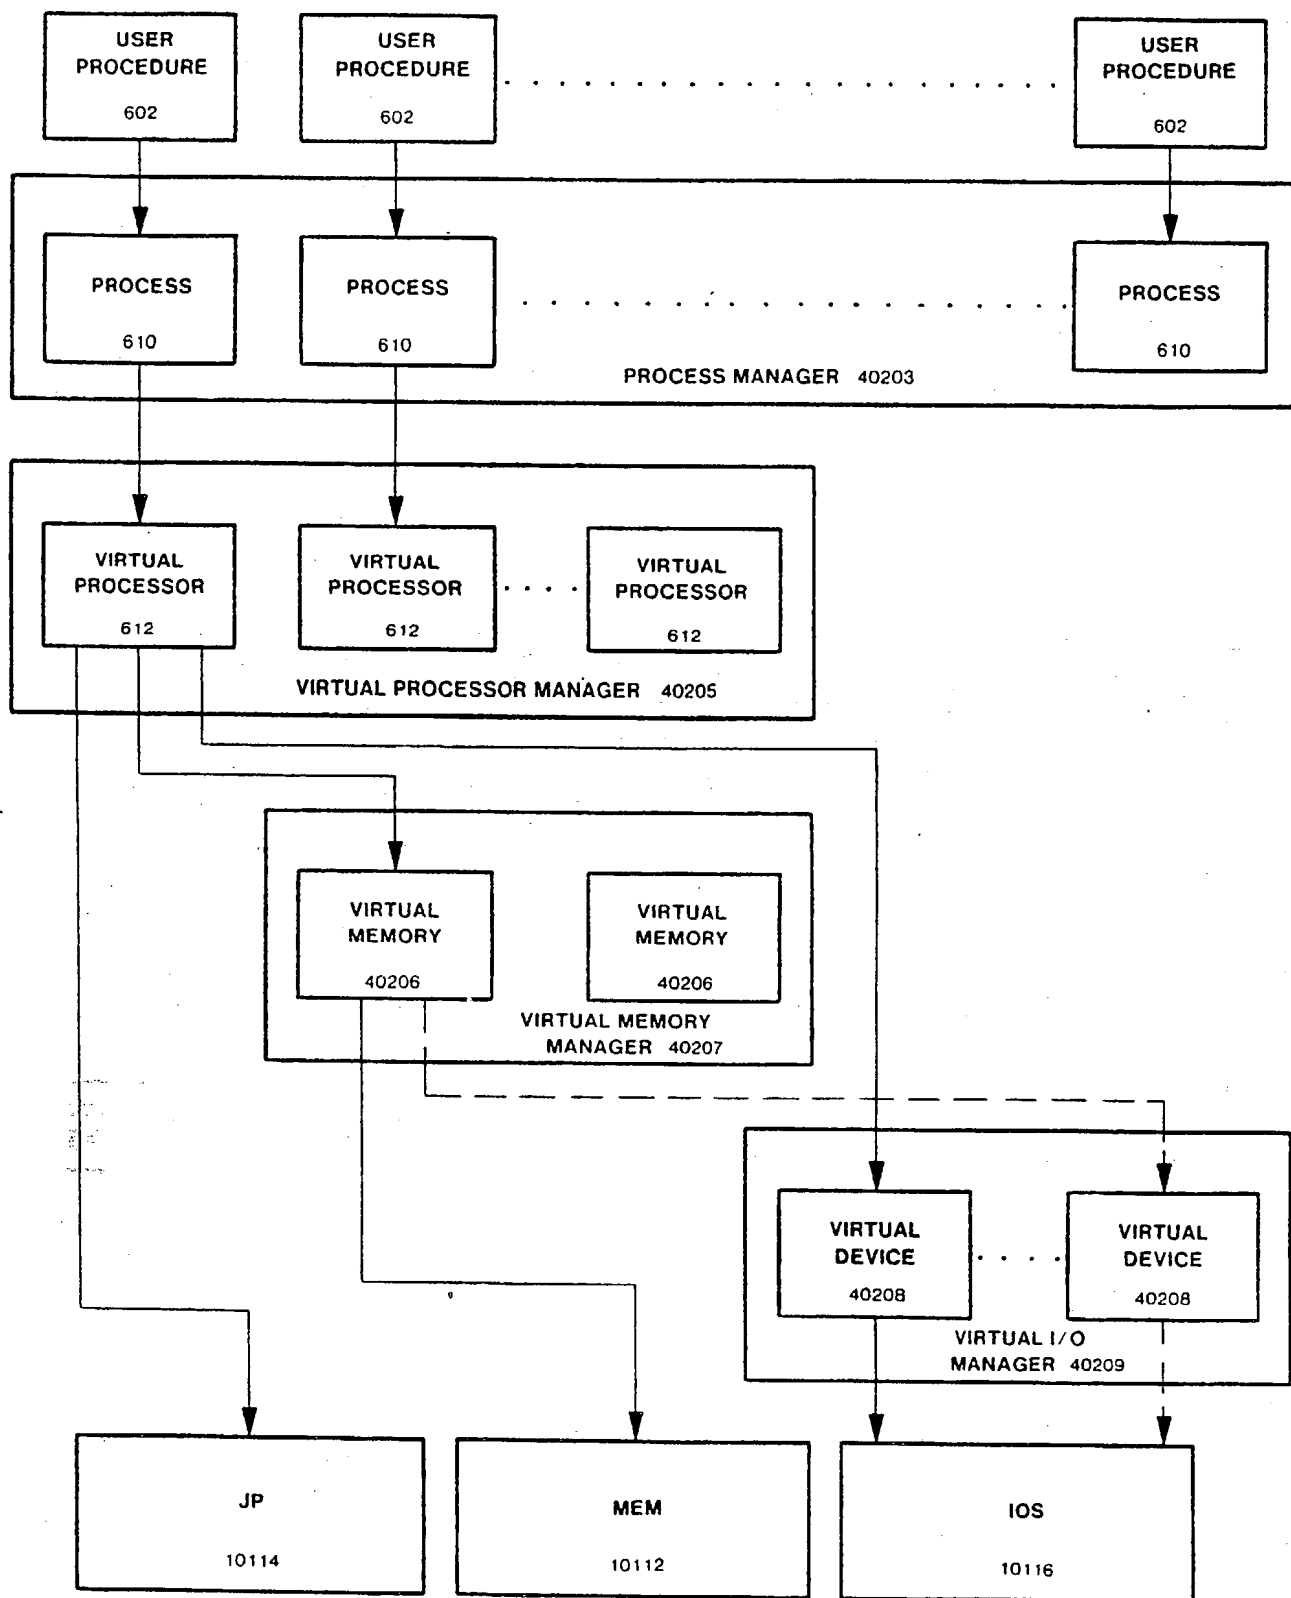 USER
PROCEDURE
602
USER
PROCEDURE
602
USER
PROCEDURE
602
PROCESS
610
PROCESS
610
PROCESS
610
PROCESS MANAGER 40203
VIRTUAL
PROCESSOR
612
VIRTUAL
PROCESSOR
612
VIRTUAL
PROCESSOR
612
VIRTUAL PROCESSOR MANAGER 40205
VIRTUAL
MEMORY
40206
VIRTUAL
MEMORY
40206
VIRTUAL MEMORY
MANAGER 40207
VIRTUAL
DEVICE
40208
VIRTUAL
DEVICE
40208
VIRTUAL I/O
MANAGER 40209
JP
10114
MEM
10112
IOS
10116